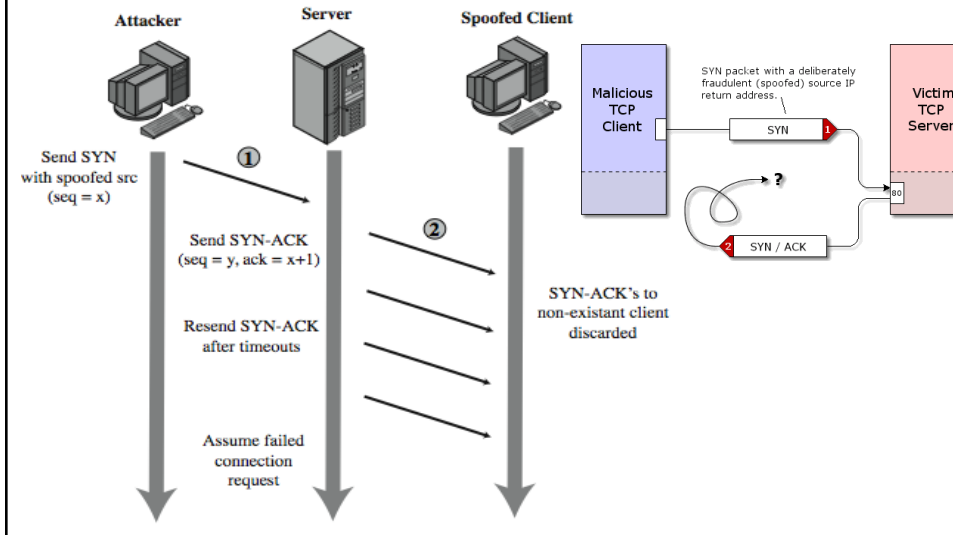 Attacker
Server
Spoofed Client
Send SYN
with spoofed src
(seq = x)
1
Send SYN-ACK
(seq = y, ack = x+1)
2
SYN-ACK's to
non-existant client
discarded
Resend SYN-ACK
after timeouts
Assume failed
connection
request
Malicious
TCP
Client
SYN packet with a deliberately
fraudulent (spoofed) source IP
return address.
SYN
1
Victim
TCP
Server
80
?
2
SYN / ACK